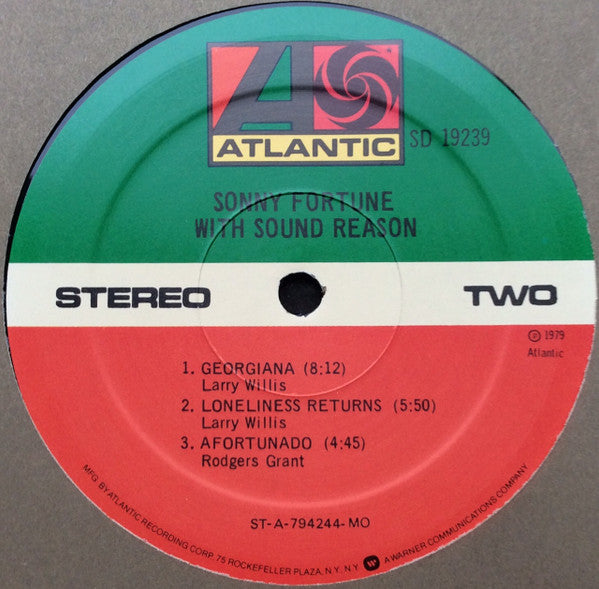 ATLANTIC
SD 19239
SONNY FORTUNE
WITH SOUND REASON
STEREO
TWO
℗ 1979
Atlantic
1. GEORGIANA (8:12)
Larry Willis
2. LONELINESS RETURNS (5:50)
Larry Willis
3. AFORTUNADO (4:45)
Rodgers Grant
ST-A-794244-MO
MFG. BY ATLANTIC RECORDING CORP. 75 ROCKEFELLER PLAZA, N.Y. N.Y. A WARNER COMMUNICATIONS COMPANY